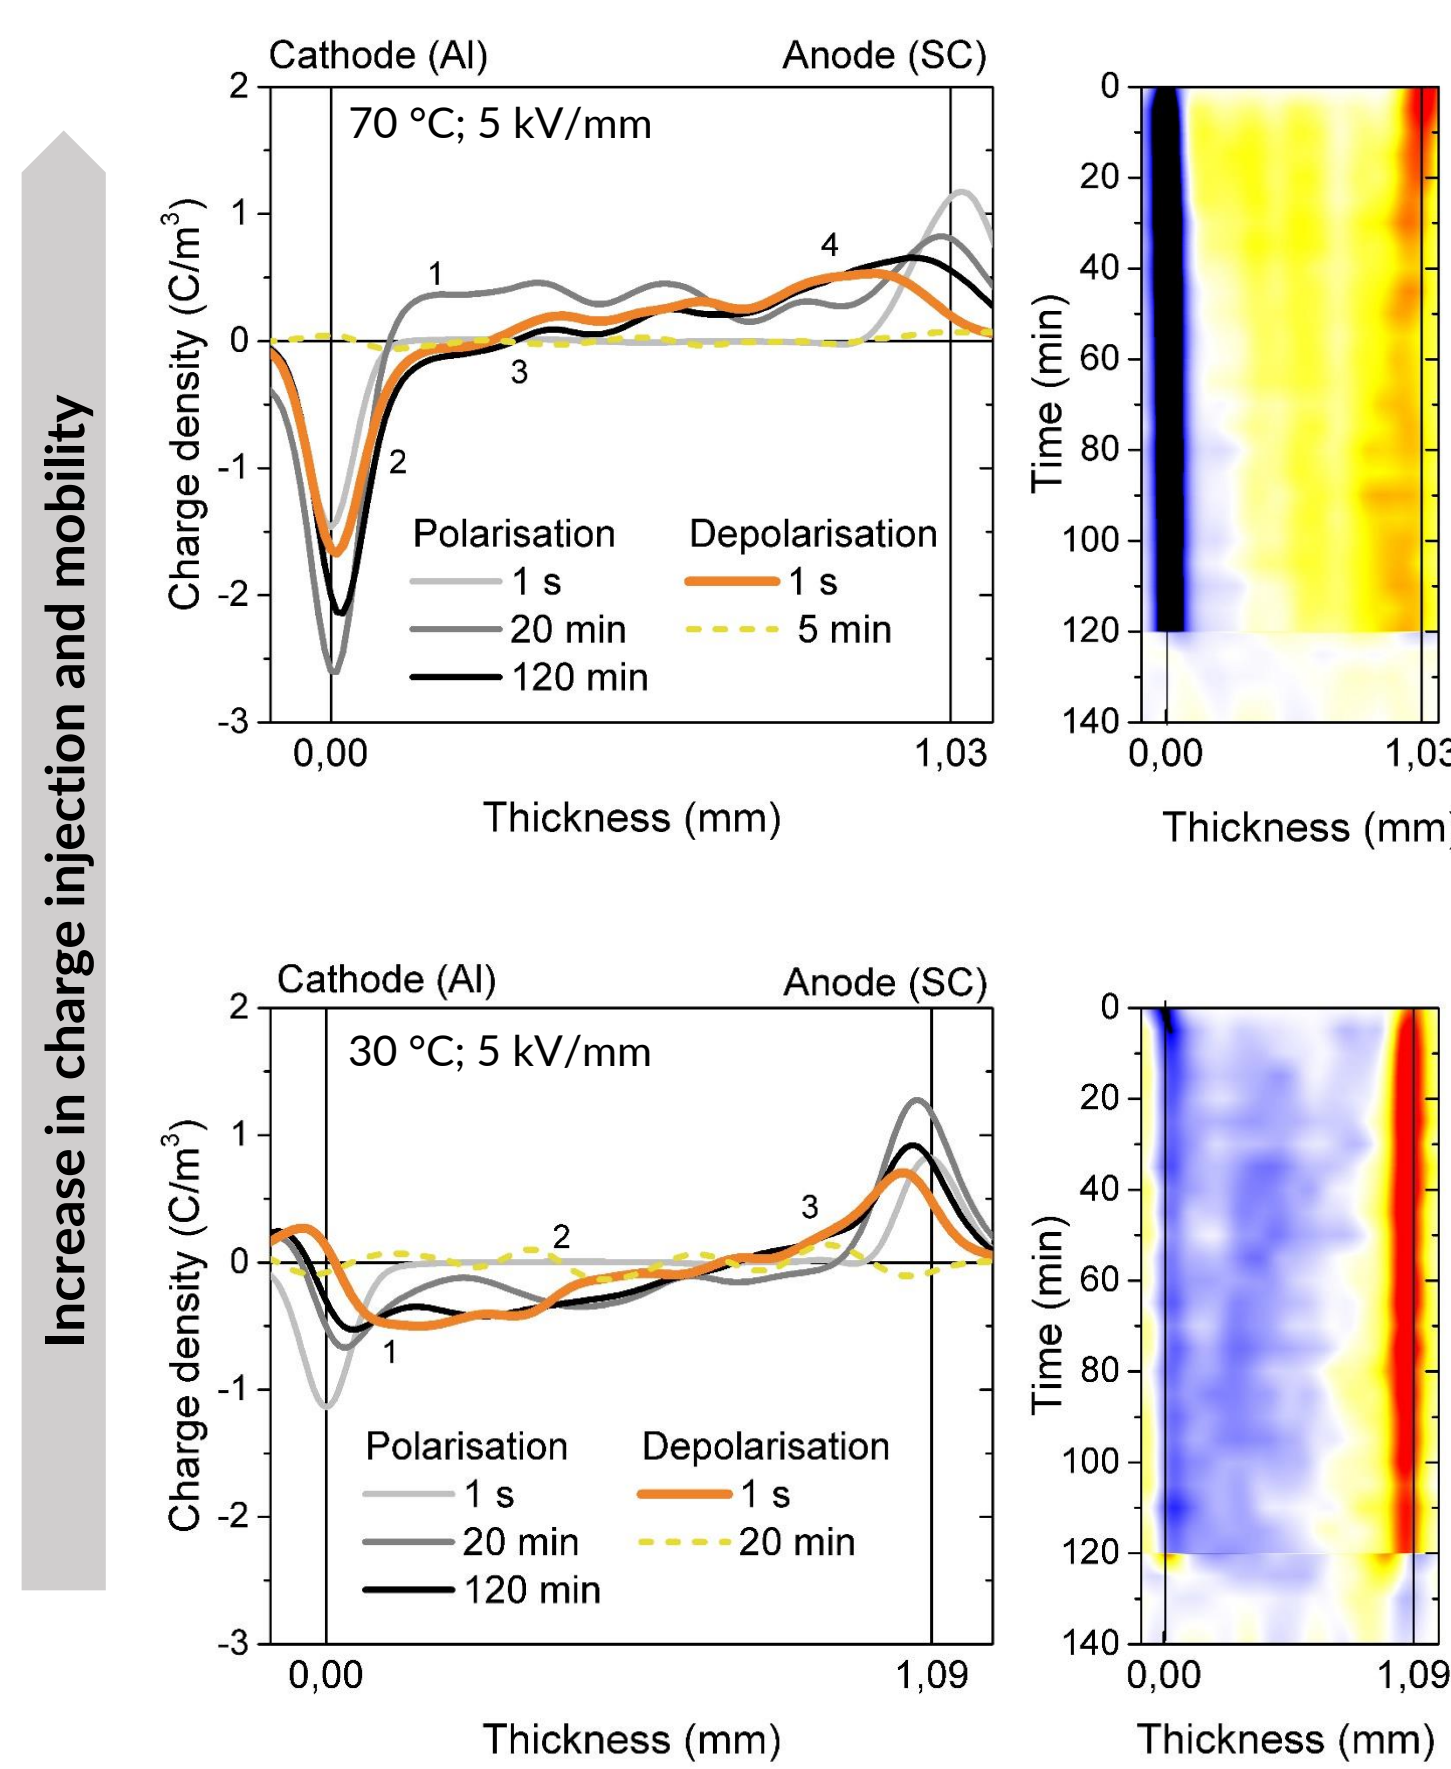 Increase in charge injection and mobility
Cathode (Al) Anode (SC)
70 °C; 5 kV/mm
Charge density (C/m³)
2
1
0
-1
-2
-3
1
2
3
4
Polarisation Depolarisation
1 s 1 s
20 min 5 min
120 min
0,00 1,03
Thickness (mm)
Time (min)
0
20
40
60
80
100
120
140
0,00 1,03
Thickness (mm)
Cathode (Al) Anode (SC)
30 °C; 5 kV/mm
Charge density (C/m³)
2
1
0
-1
-2
-3
1
2
3
Polarisation Depolarisation
1 s 1 s
20 min 20 min
120 min
0,00 1,09
Thickness (mm)
Time (min)
0
20
40
60
80
100
120
140
0,00 1,09
Thickness (mm)